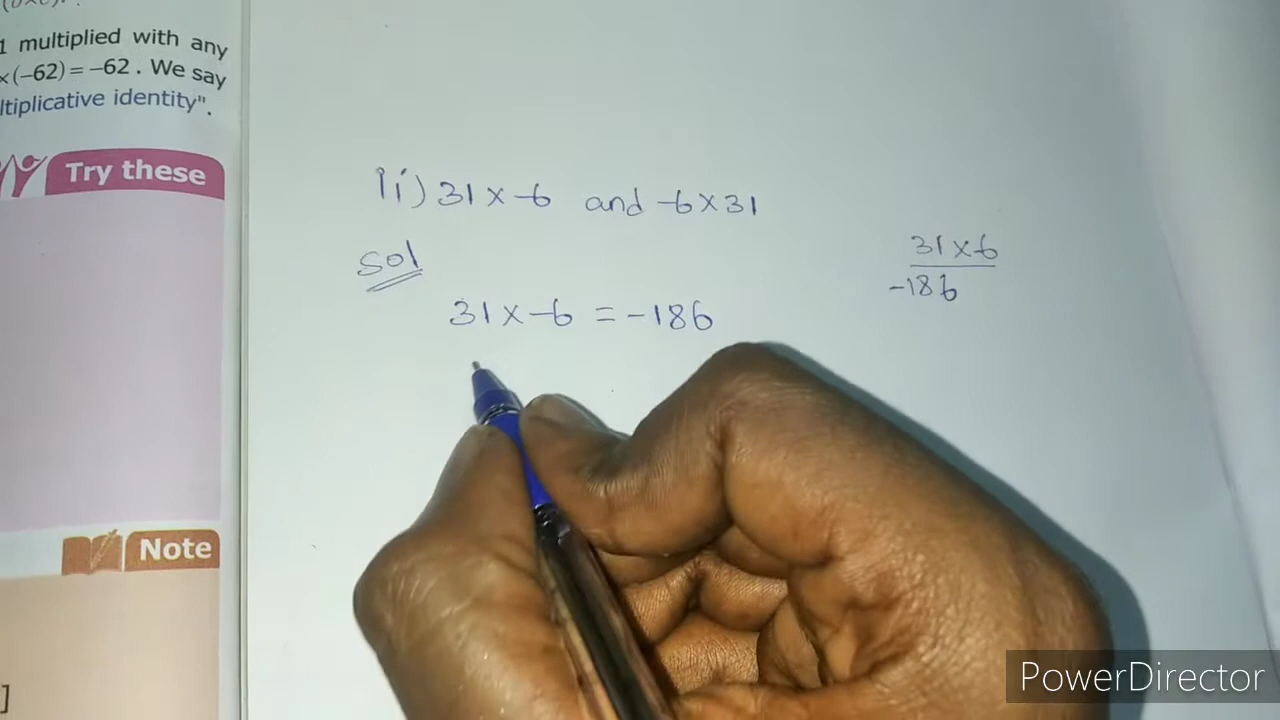 1 multiplied with any
×(–62) = –62 . We say
ltiplicative identity".
Try these
Note
]
ii) 31 × -6 and -6 × 31
Sol
31 × -6 = -186
31 × 6
-186
PowerDirector